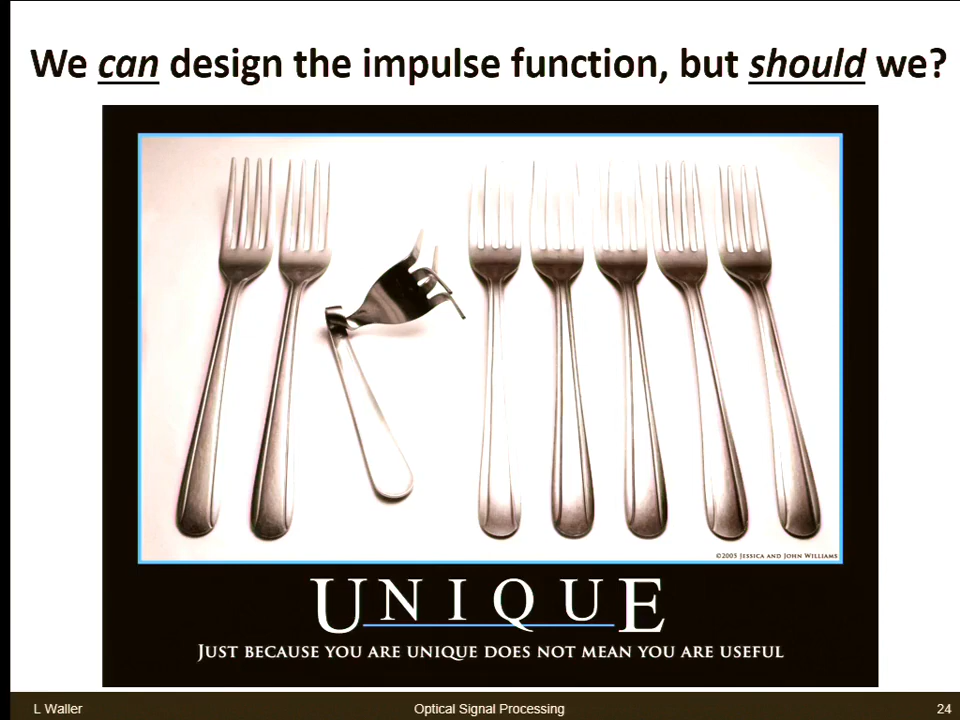 We can design the impulse function, but should we?
©2005 Jessica and John Williams
UNIQUE
Just because you are unique does not mean you are useful
L Waller
Optical Signal Processing
24